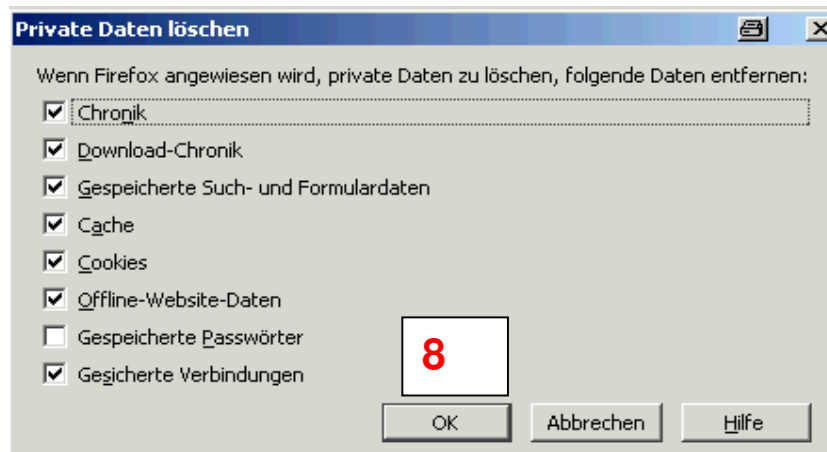 Private Daten löschen
Wenn Firefox angewiesen wird, private Daten zu löschen, folgende Daten entfernen:
Chronik
Download-Chronik
Gespeicherte Such- und Formulardaten
Cache
Cookies
Offline-Website-Daten
Gespeicherte Passwörter
8
Gesicherte Verbindungen
OK Abbrechen Hilfe